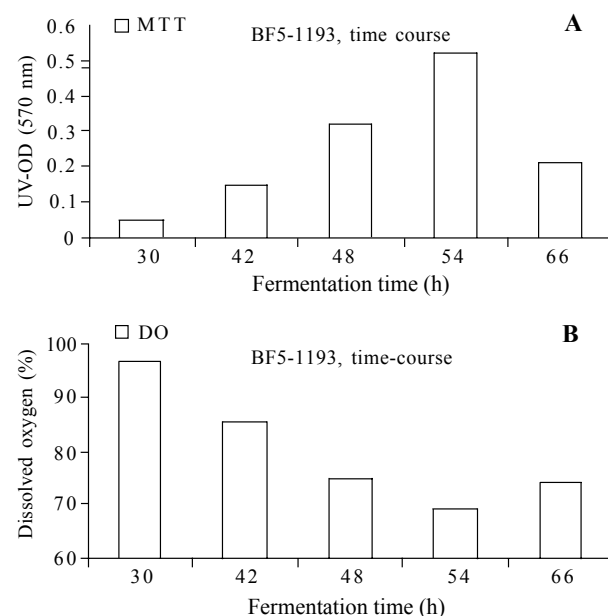 MTT
BF5-1193, time course
A
UV-OD (570 nm)
0.6
0.5
0.4
0.3
0.2
0.1
0
30 42 48 54 66
Fermentation time (h)
DO
BF5-1193, time-course
B
Dissolved oxygen (%)
100
90
80
70
60
30 42 48 54 66
Fermentation time (h)